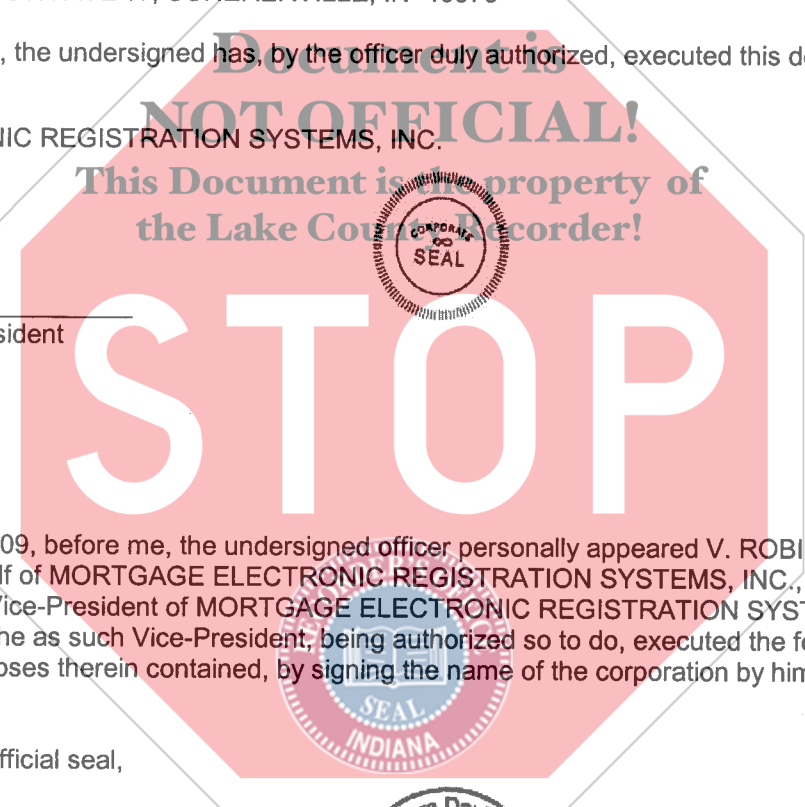 , the undersigned has, by the officer duly authorized, executed this d
Document is
NOT OFFICIAL!
NIC REGISTRATION SYSTEMS, INC.
This Document is the property of
the Lake County Recorder!
CORPORATE
SEAL
sident
STOP
09, before me, the undersigned officer personally appeared V. ROBI
lf of MORTGAGE ELECTRONIC REGISTRATION SYSTEMS, INC.,
Vice-President of MORTGAGE ELECTRONIC REGISTRATION SYST
he as such Vice-President, being authorized so to do, executed the fo
oses therein contained, by signing the name of the corporation by him
SEAL
INDIANA
fficial seal,